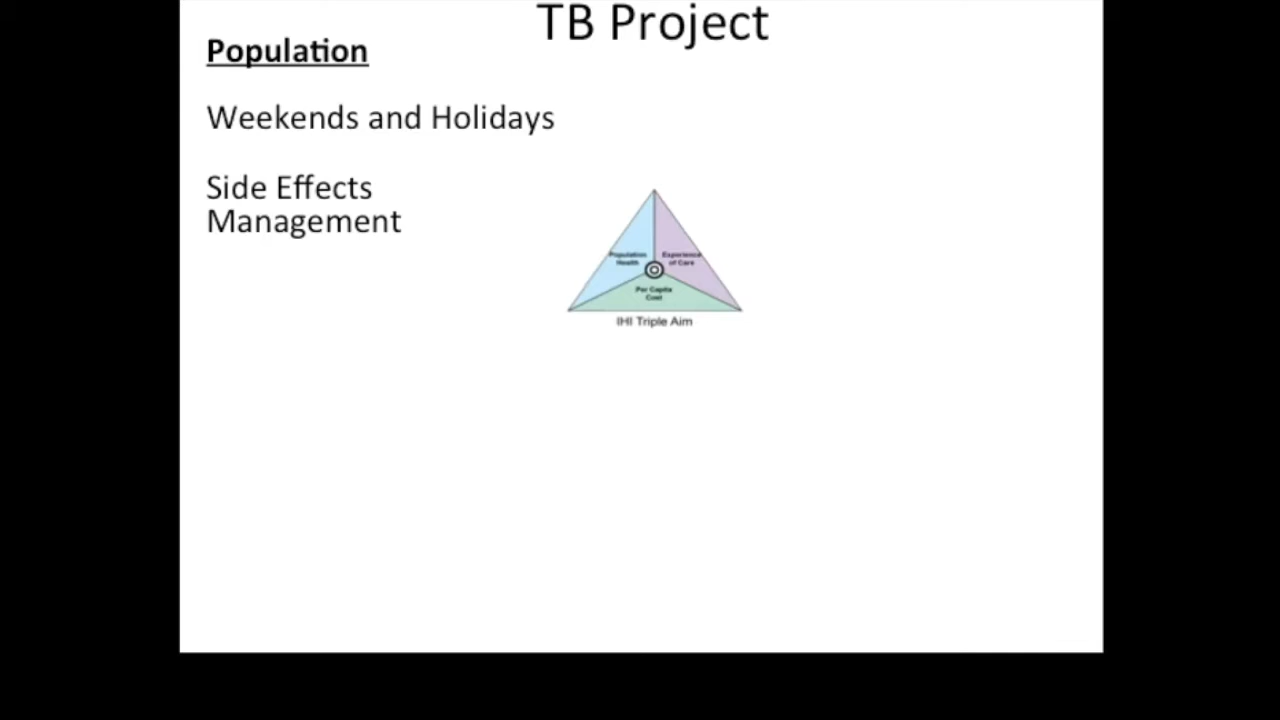 TB Project
Population
Weekends and Holidays
Side Effects
Management
Population
Health
Experience
of Care
Per Capita
Cost
IHI Triple Aim